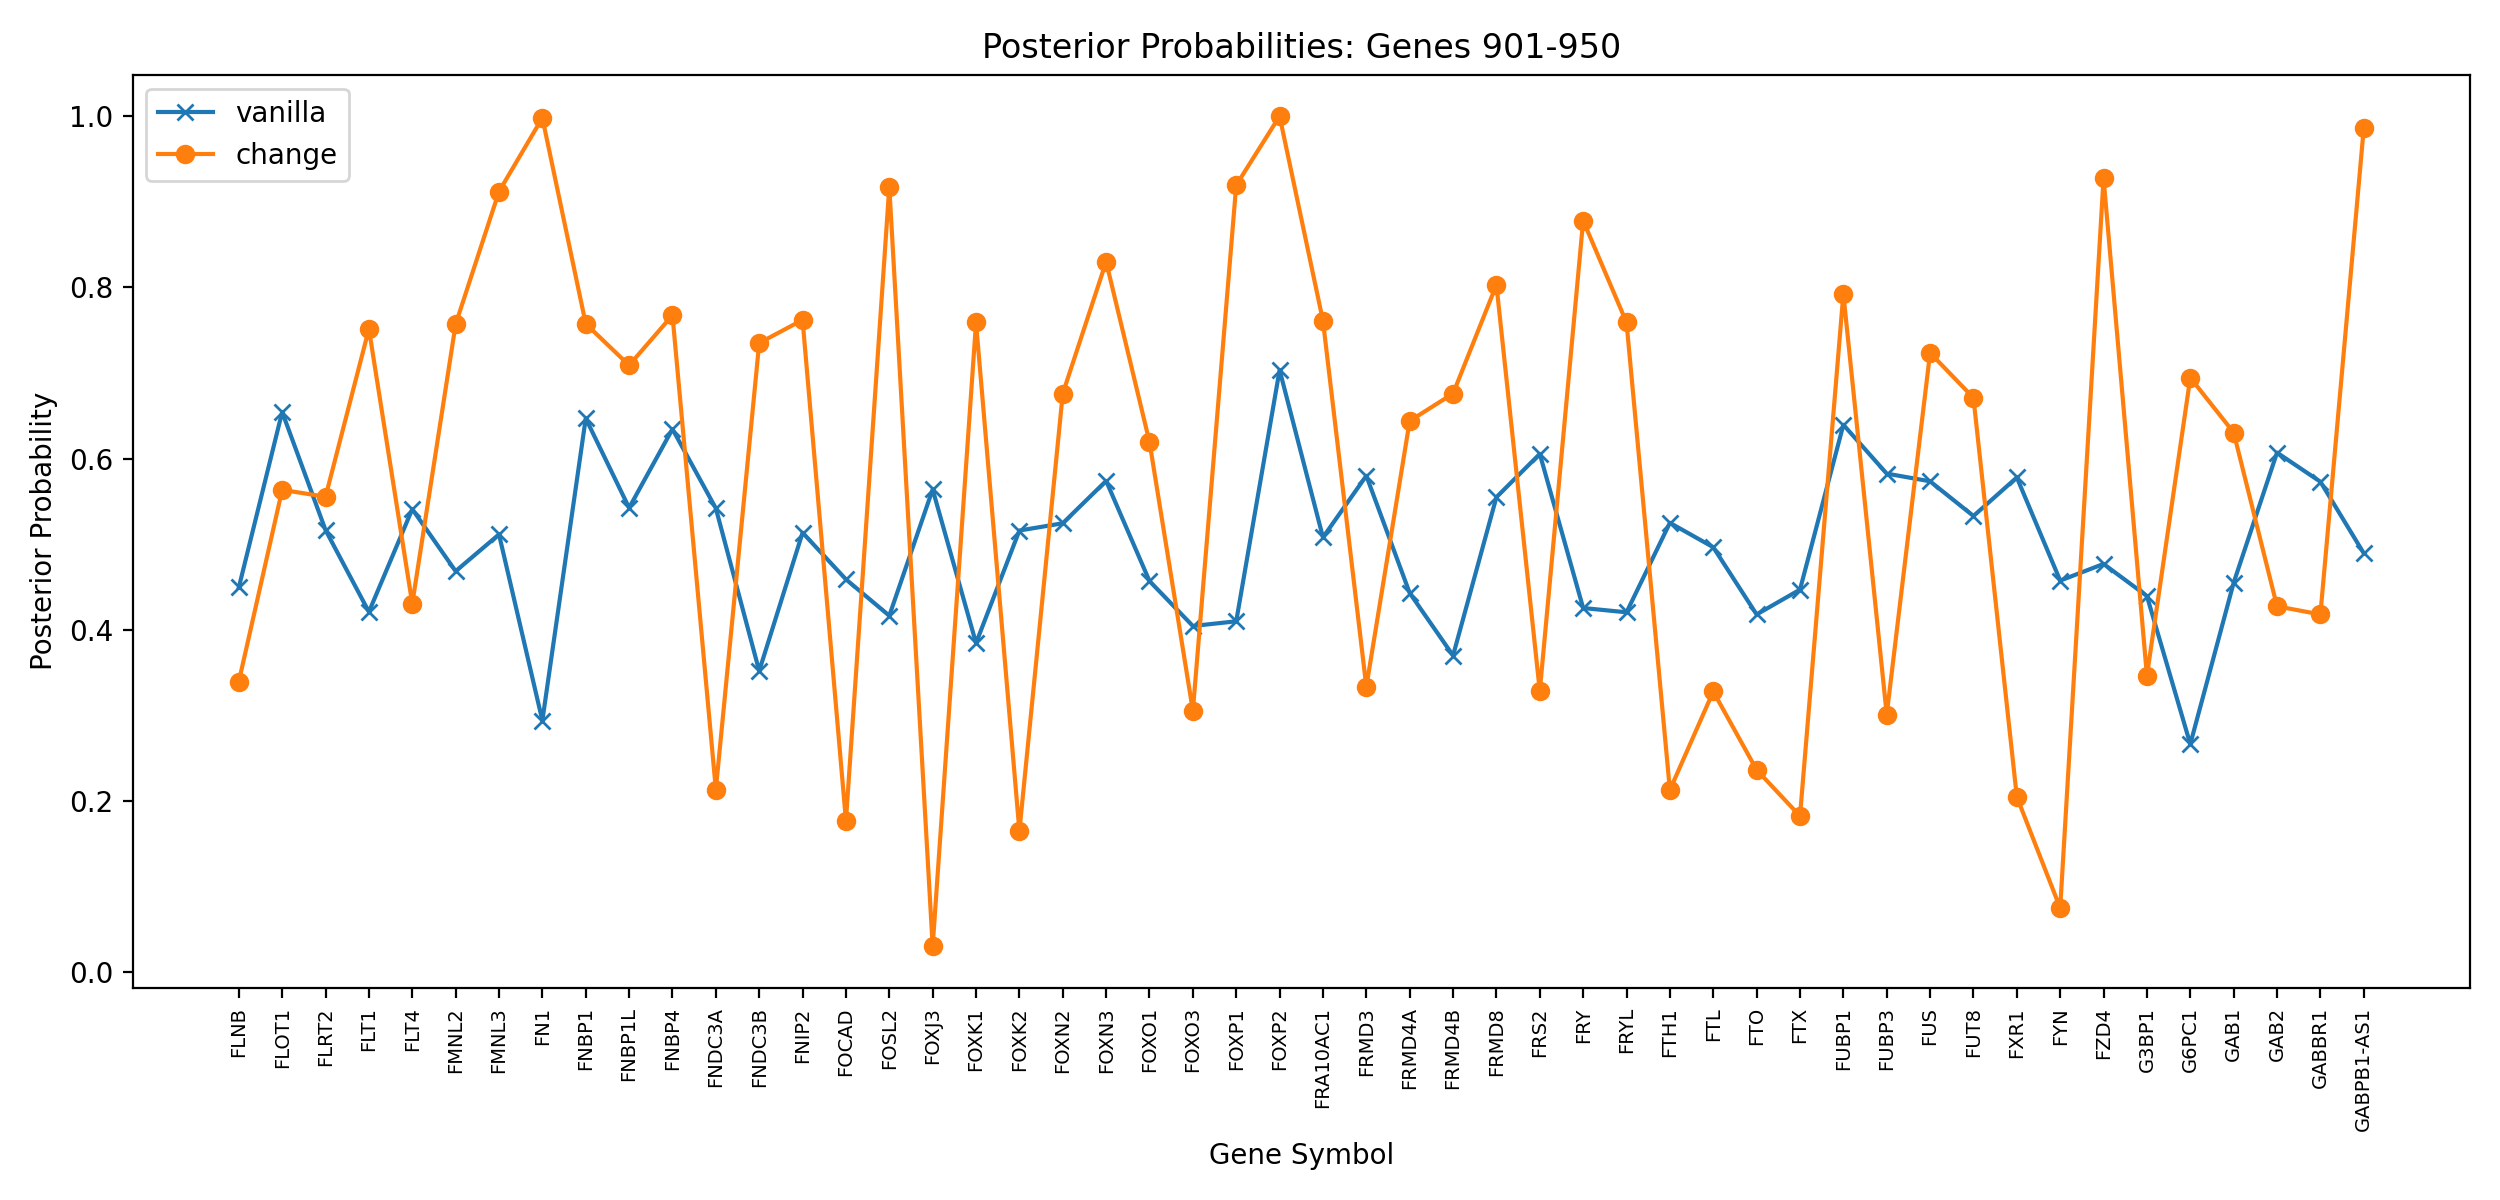 Posterior Probabilities: Genes 901-950
vanilla
change
Posterior Probability
1.0
0.8
0.6
0.4
0.2
0.0
FLNB
FLOT1
FLRT2
FLT1
FLT4
FMNL2
FMNL3
FN1
FNBP1
FNBP1L
FNBP4
FNDC3A
FNDC3B
FNIP2
FOCAD
FOSL2
FOXJ3
FOXK1
FOXK2
FOXN2
FOXN3
FOXO1
FOXO3
FOXP1
FOXP2
FRA10AC1
FRMD3
FRMD4A
FRMD4B
FRMD8
FRS2
FRY
FRYL
FTH1
FTL
FTO
FTX
FUBP1
FUBP3
FUS
FUT8
FXR1
FYN
FZD4
G3BP1
G6PC1
GAB1
GAB2
GABBR1
GABPB1-AS1
Gene Symbol